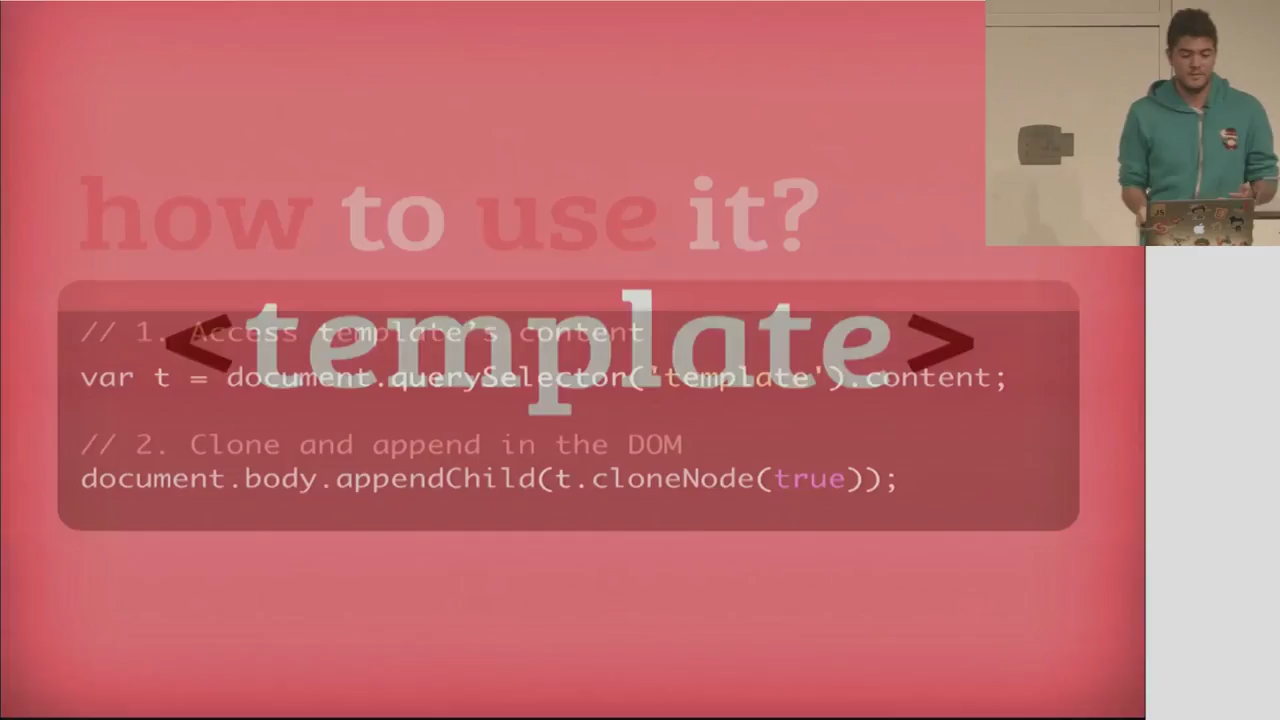 how to use it?
<template>
// 1. Access template's content
var t = document.querySelector('template').content;
// 2. Clone and append in the DOM
document.body.appendChild(t.cloneNode(true));